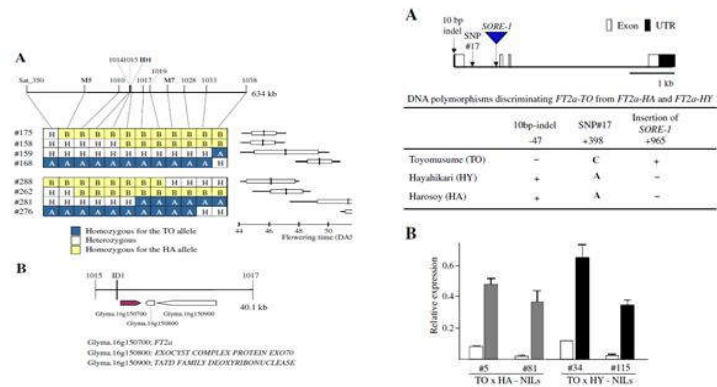 A
1014 1015 ID1
1019
Sat_350 M5 1010 1017 M7 1028 1033 1038
634 kb
#175 H B B B B B B B B B B
#158 H B B B B B B B
#159 H H H H H H H H H H A
#168 A A A A A A A A A A H
#288 B B B B B B B H H H H
#262
#281 H H H H H
#276 A A A A A A A A A H H
44 46 48 50
Flowering time (DAS
Homozygous for the TO allele
Heterozygous
Homozygous for the HA allele
B
1015 ID1 1017
40.1 kb
Glyma.16g150700 Glyma.16g150900
Glyma.16g150800
Glyma.16g150700; FT2a
Glyma.16g150800; EXOCYST COMPLEX PROTEIN EXO70
Glyma.16g150900; TATD FAMILY DEOXYRIBONUCLEASE
A
10 bp indel
SNP #17
SORE-1
Exon UTR
1 kb
DNA polymorphisms discriminating FT2a-TO from FT2a-HA and FT2a-HY
10bp-indel SNP#17 Insertion of SORE-1
-47 +398 +965
Toyomusume (TO) – C +
Hayahikari (HY) + A –
Harosoy (HA) + A –
B
Relative expression
0.6
0.4
0.2
#5 #81 #34 #115
TO x HA - NILs TO x HY - NILs